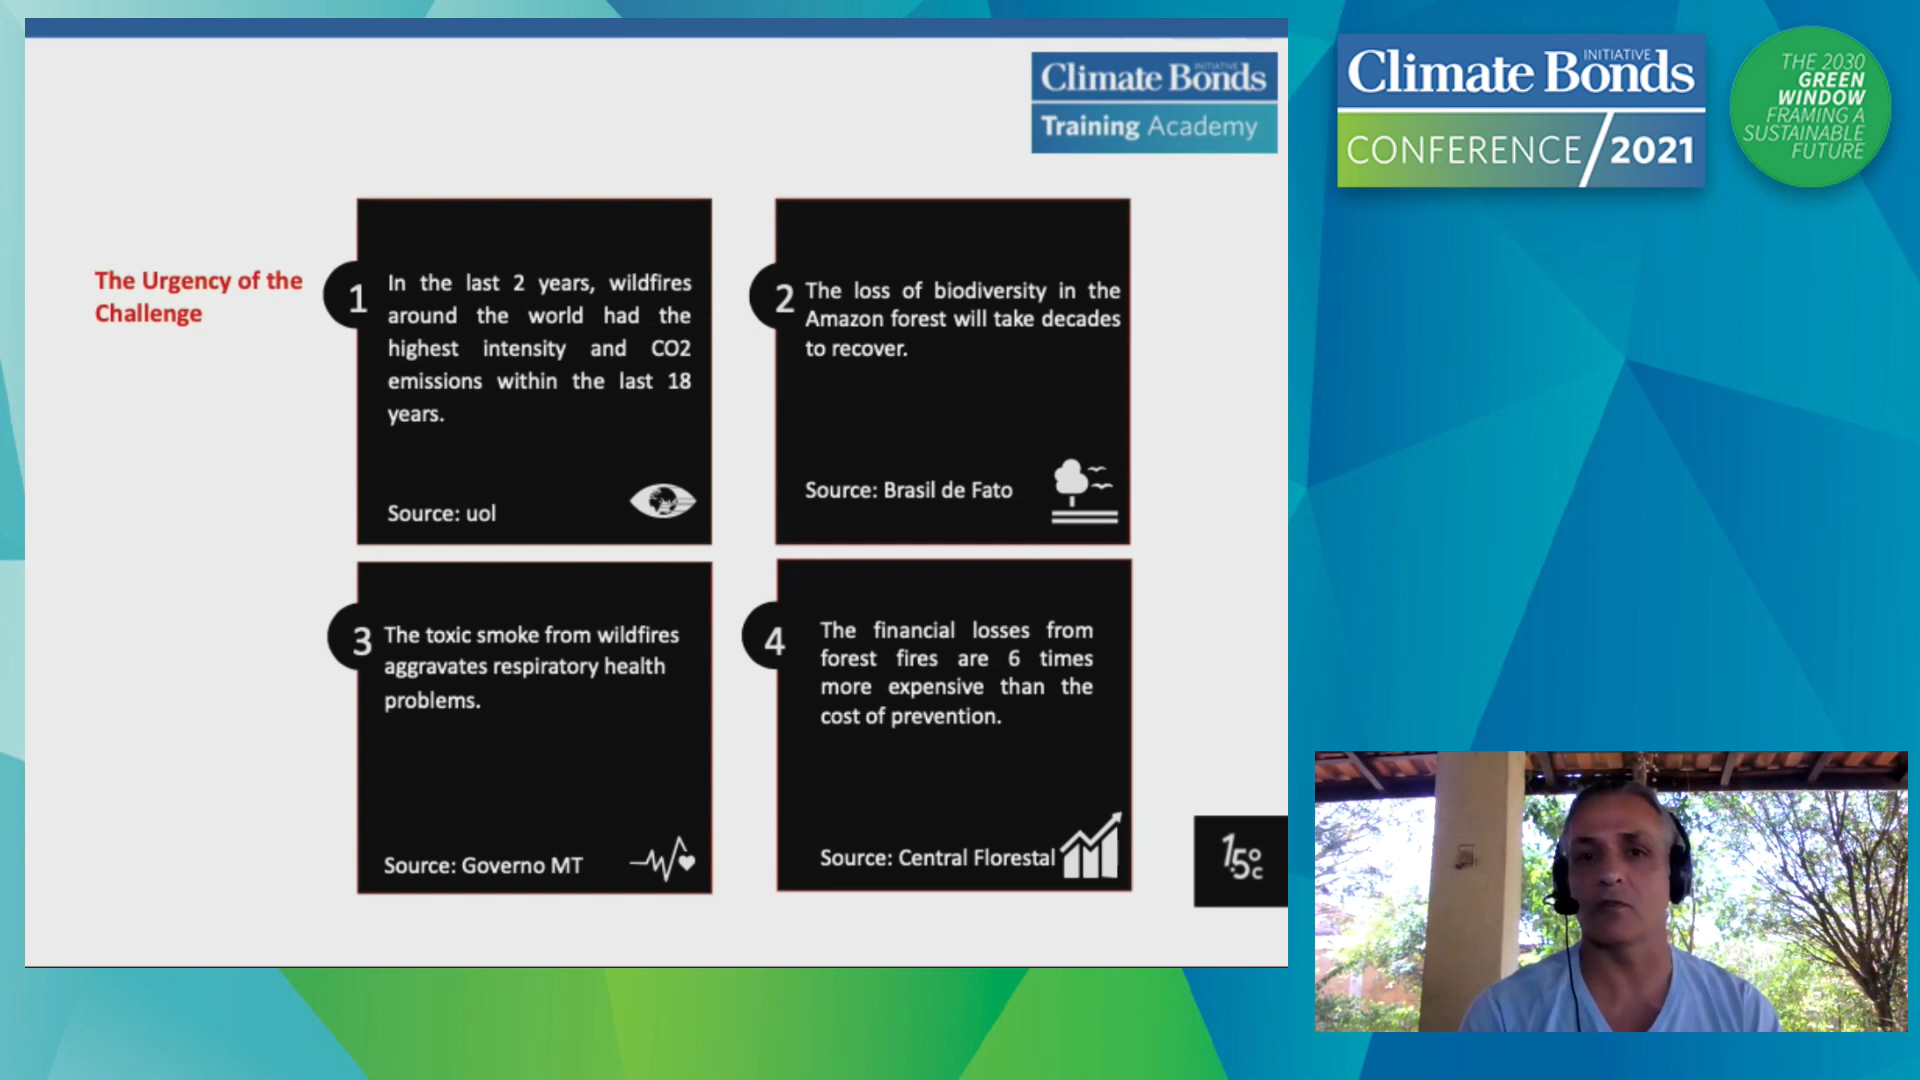 Climate Bonds
INITIATIVE
Training Academy
The Urgency of the
Challenge
1
In the last 2 years, wildfires
around the world had the
highest intensity and CO2
emissions within the last 18
years.
Source: uol
2
The loss of biodiversity in the
Amazon forest will take decades
to recover.
Source: Brasil de Fato
3
The toxic smoke from wildfires
aggravates respiratory health
problems.
Source: Governo MT
4
The financial losses from
forest fires are 6 times
more expensive than the
cost of prevention.
Source: Central Florestal
1.5°C
Climate Bonds
INITIATIVE
CONFERENCE/2021
THE 2030
GREEN
WINDOW
FRAMING A
SUSTAINABLE
FUTURE